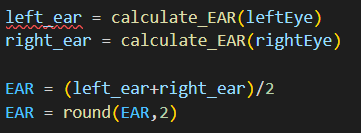 left_ear = calculate_EAR(leftEye)
right_ear = calculate_EAR(rightEye)
EAR = (left_ear+right_ear)/2
EAR = round(EAR,2)